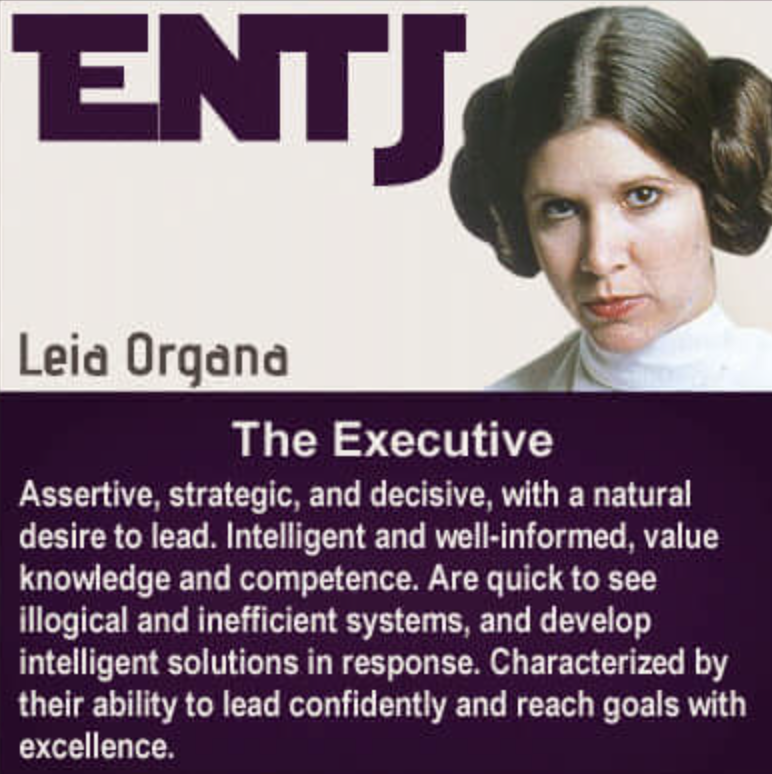 ENTJ
Leia Organa
The Executive
Assertive, strategic, and decisive, with a natural
desire to lead. Intelligent and well-informed, value
knowledge and competence. Are quick to see
illogical and inefficient systems, and develop
intelligent solutions in response. Characterized by
their ability to lead confidently and reach goals with
excellence.